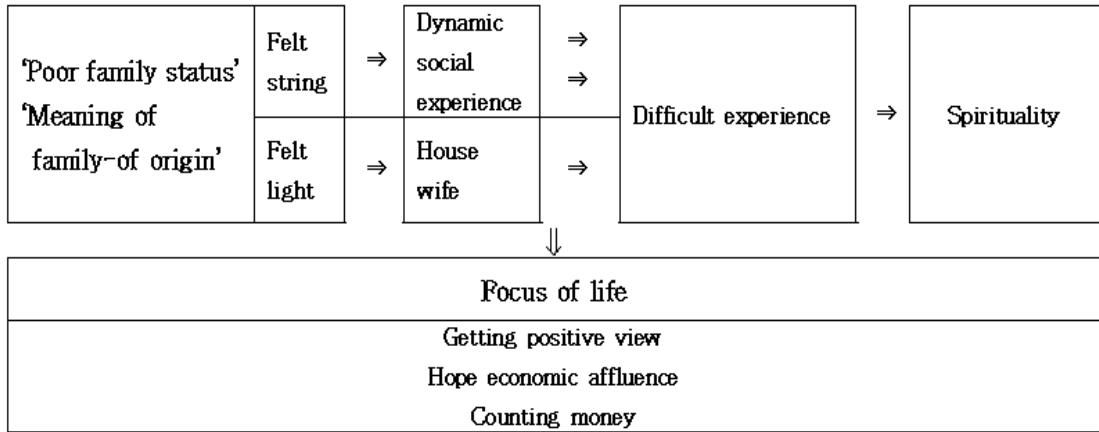 ‘Poor family status’
‘Meaning of
family-of origin’
Felt
string
⇒
Dynamic
social
experience
⇒
⇒
Felt
light
⇒
House
wife
⇒
Difficult experience
⇒
Spirituality
⇓
Focus of life
Getting positive view
Hope economic affluence
Counting money